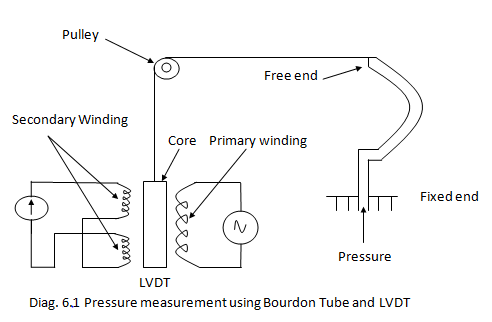 Pulley
Free end
Secondary Winding
Core Primary winding
Fixed end
Pressure
LVDT
Diag. 6.1 Pressure measurement using Bourdon Tube and LVDT